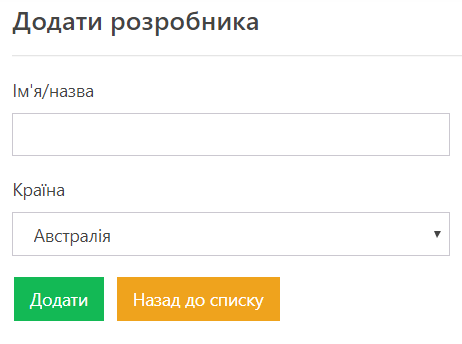 Додати розробника
Ім'я/назва
Країна
Австралія
Додати
Назад до списку